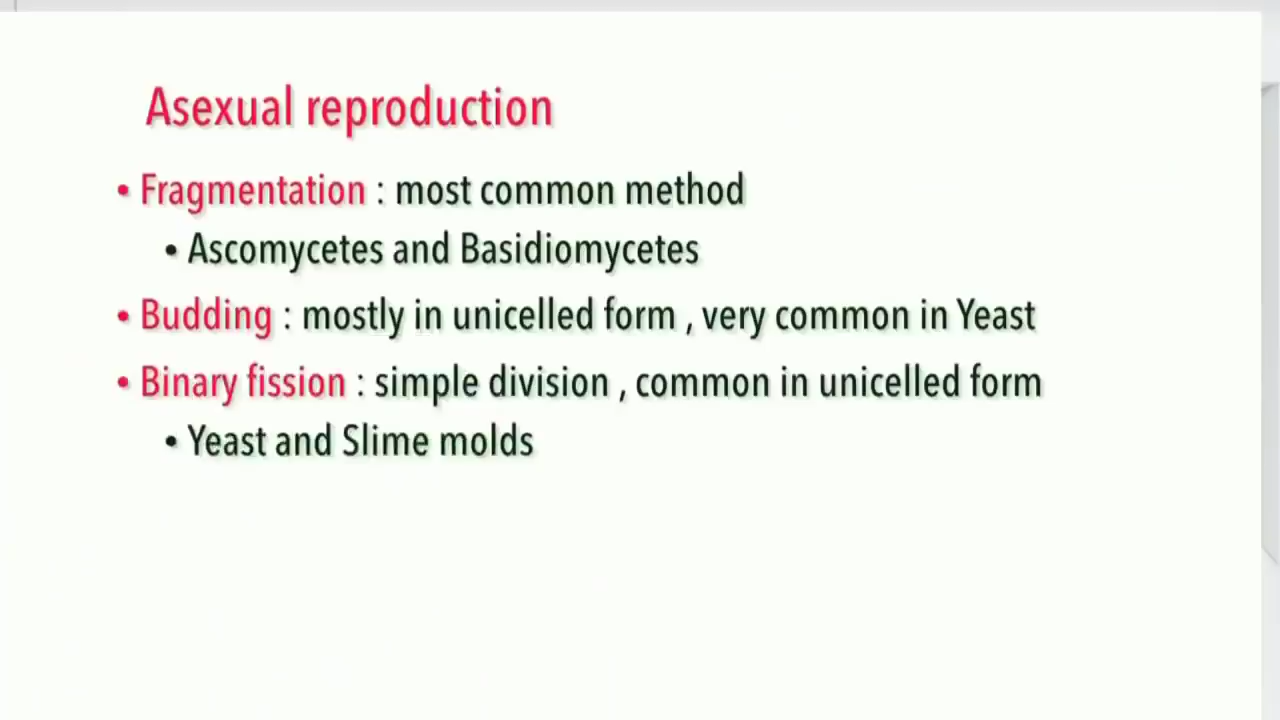 Asexual reproduction
• Fragmentation : most common method
• Ascomycetes and Basidiomycetes
• Budding : mostly in unicelled form , very common in Yeast
• Binary fission : simple division , common in unicelled form
• Yeast and Slime molds